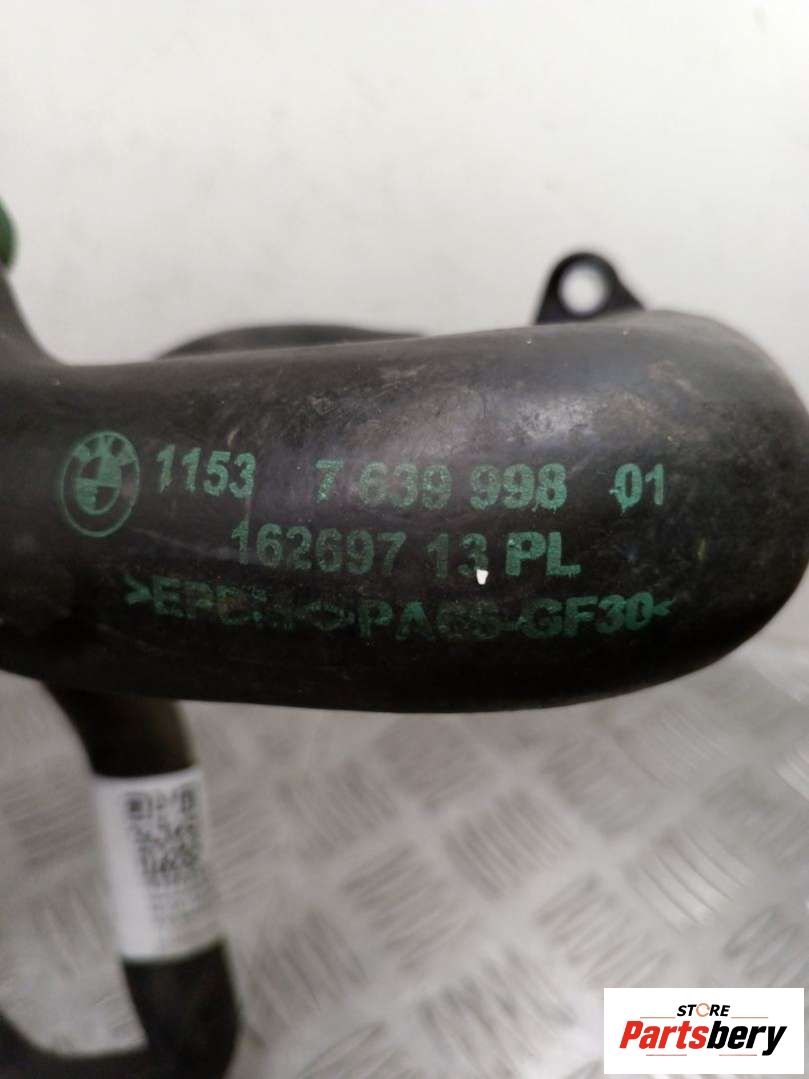 1153 7 639 998 01
162697 13 PL
>EPDM<>PA66-GF30<
STORE
Partsbery